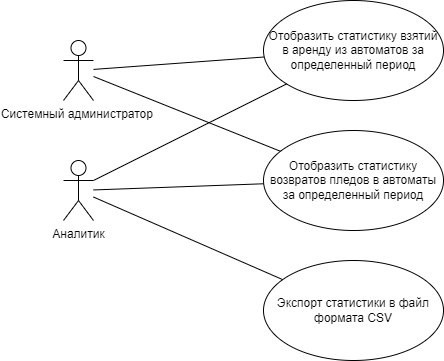 Отобразить статистику взятий
в аренду из автоматов за
определенный период
Системный администратор
Отобразить статистику
возвратов пледов в автоматы
за определенный период
Аналитик
Экспорт статистики в файл
формата CSV